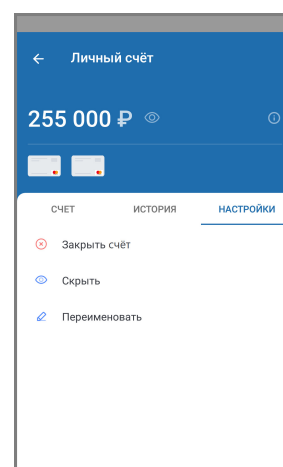 Личный счёт
255 000 ₽
СЧЕТ ИСТОРИЯ НАСТРОЙКИ
Закрыть счёт
Скрыть
Переименовать